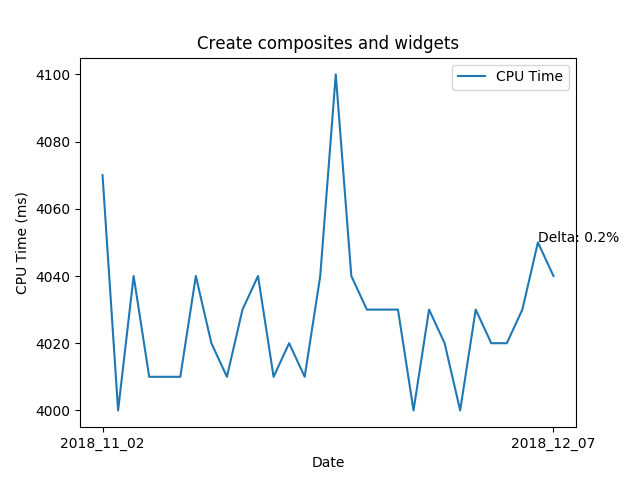 Create composites and widgets
CPU Time
4100
4080
4060
4040
4020
4000
CPU Time (ms)
Delta: 0.2%
2018_11_02
2018_12_07
Date